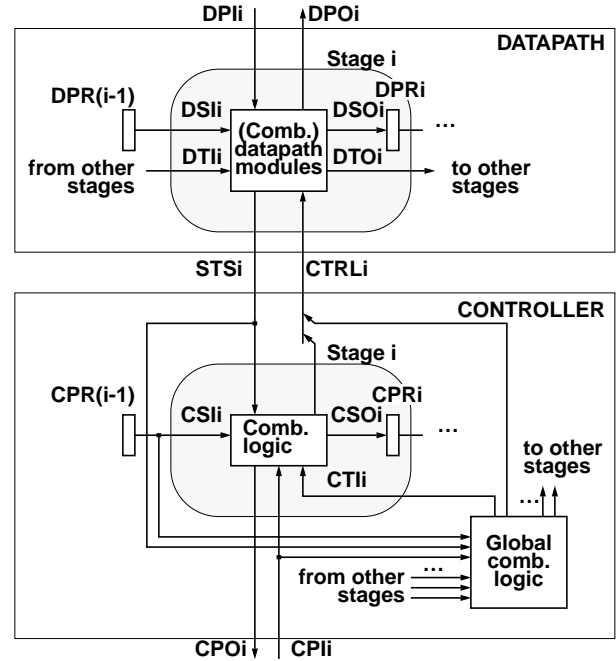 DPIi DPOi
DATAPATH
Stage i
DPR(i-1)
DPRi
DSIi
(Comb.)
datapath
modules
DSOi
...
from other
stages
DTIi
DTOi
to other
stages
STSi CTRLi
CONTROLLER
Stage i
CPR(i-1)
CPRi
CSIi
Comb.
logic
CSOi
...
to other
stages
CTIi
...
Global
comb.
logic
...
from other
stages
CPOi CPIi